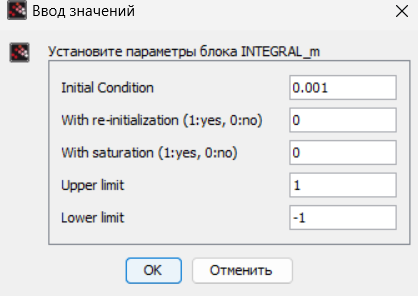 Ввод значений
Установите параметры блока INTEGRAL_m
Initial Condition 0.001
With re-initialization (1:yes, 0:no) 0
With saturation (1:yes, 0:no) 0
Upper limit 1
Lower limit -1
OK Отменить